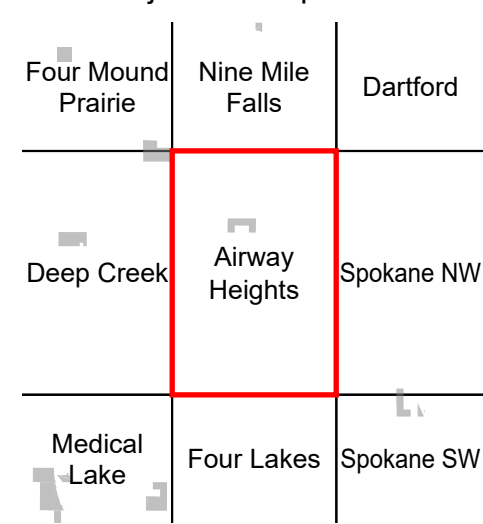 Four Mound
Prairie
Nine Mile
Falls
Dartford
Deep Creek
Airway
Heights
Spokane NW
Medical
Lake
Four Lakes
Spokane SW